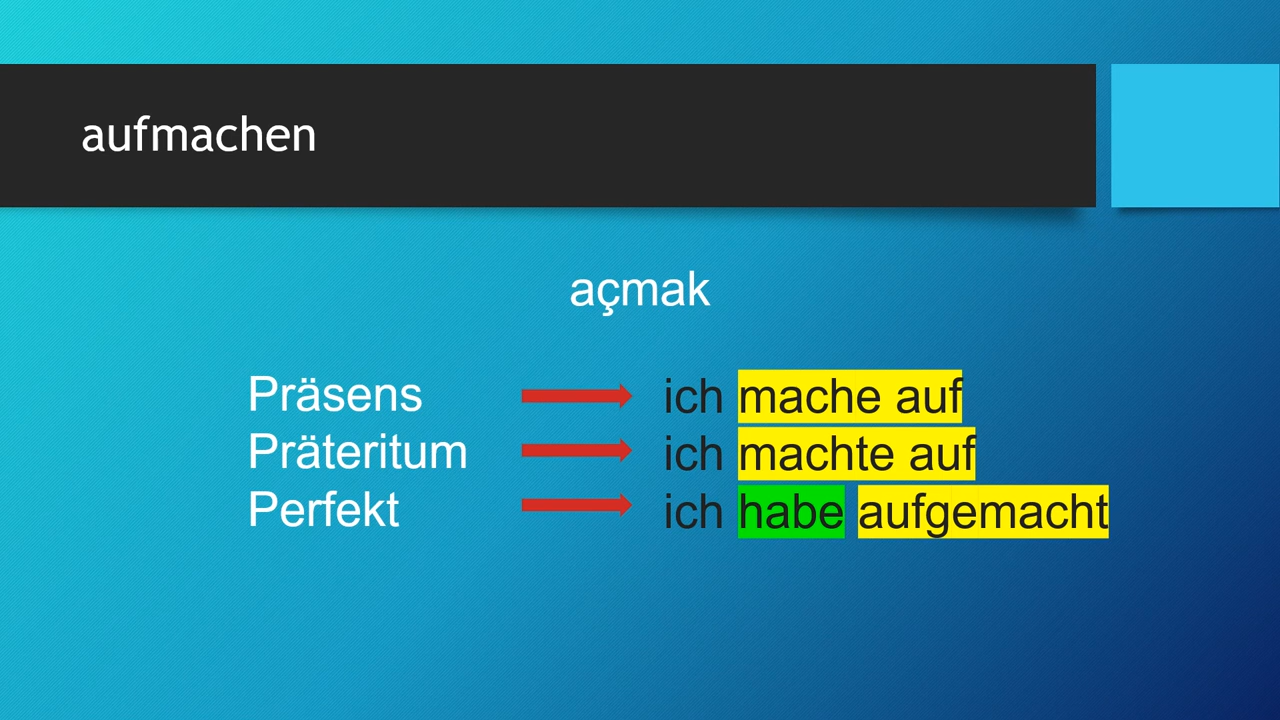 aufmachen
açmak
Präsens ich mache auf
Präteritum ich machte auf
Perfekt ich habe aufgemacht